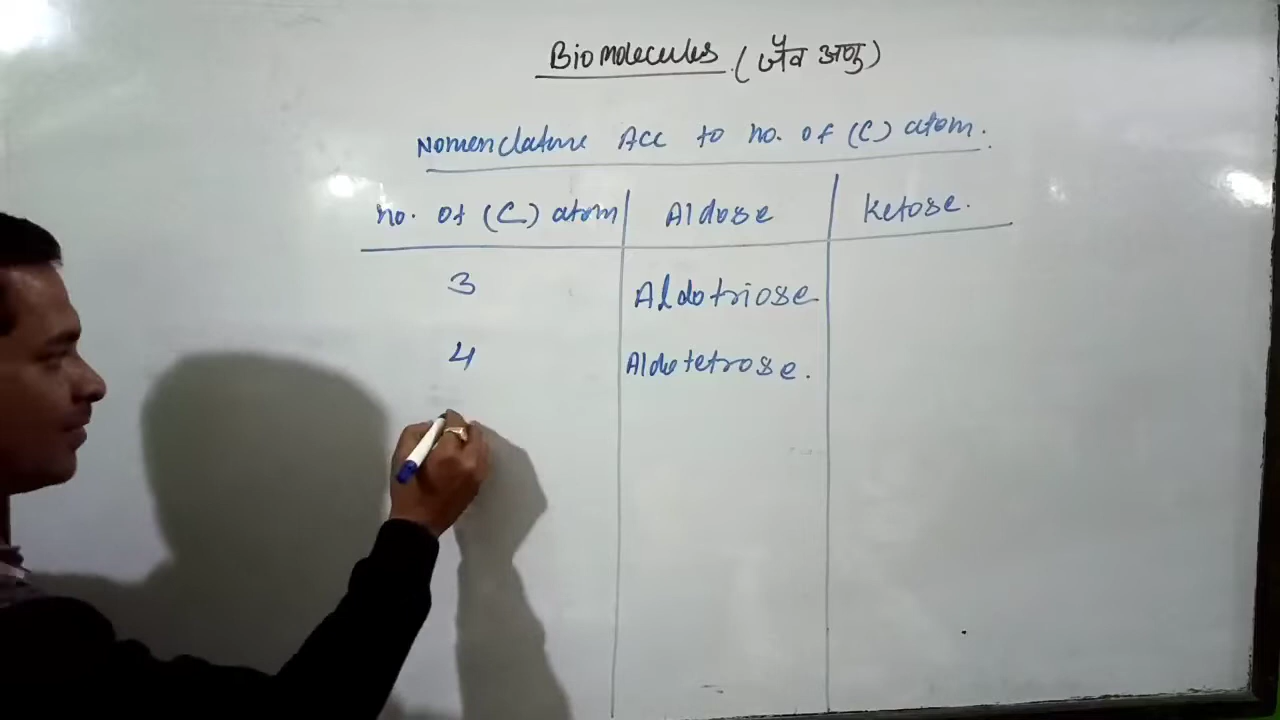 Biomolecules (जैव अणु)
Nomenclature Acc to no. of (C) atom.
no. of (C) atom Aldose Ketose.
3 Aldotriose
4 Aldotetrose.